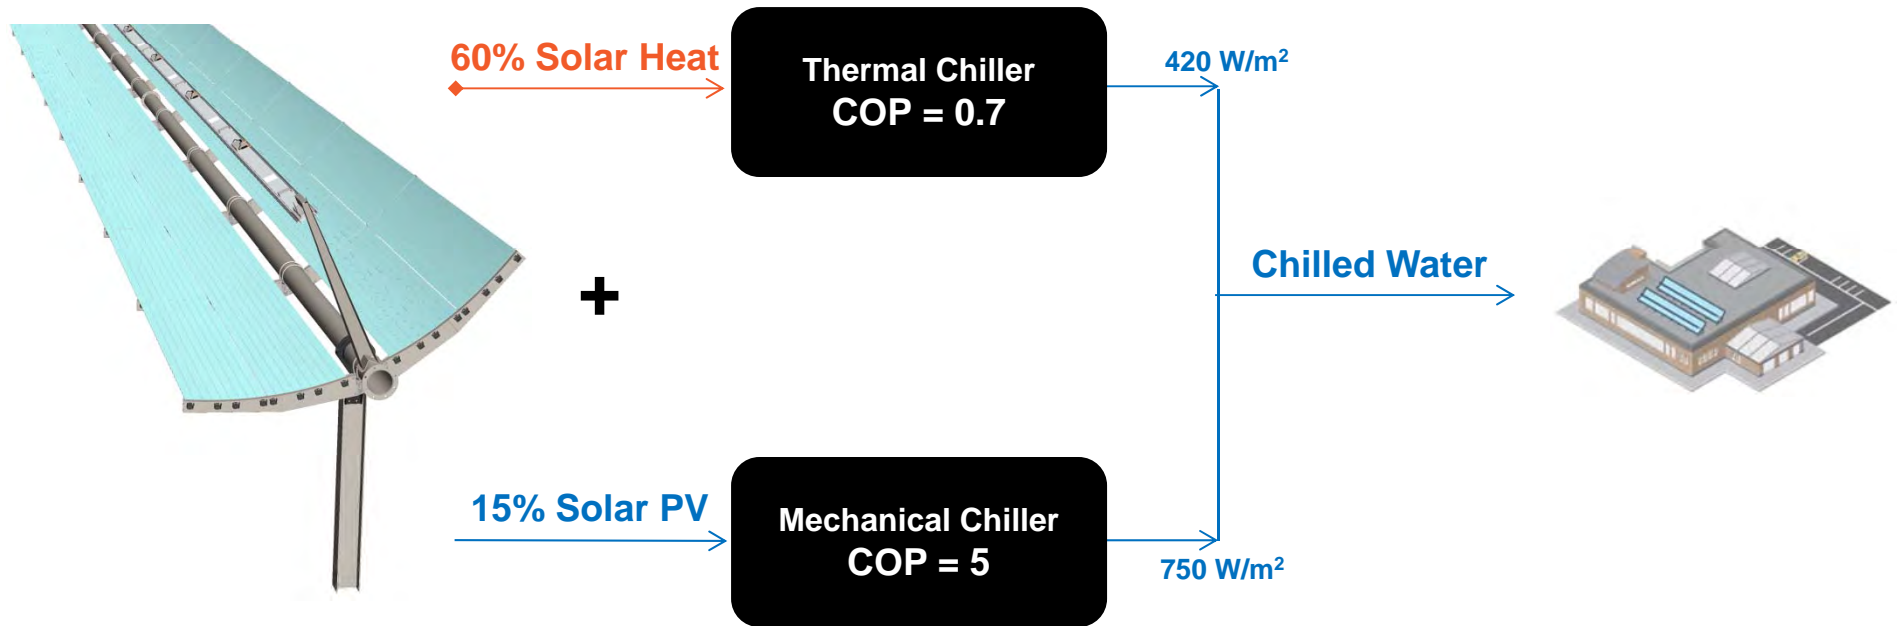 60% Solar Heat
Thermal Chiller
COP = 0.7
420 W/m²
+
Chilled Water
15% Solar PV
Mechanical Chiller
COP = 5
750 W/m²